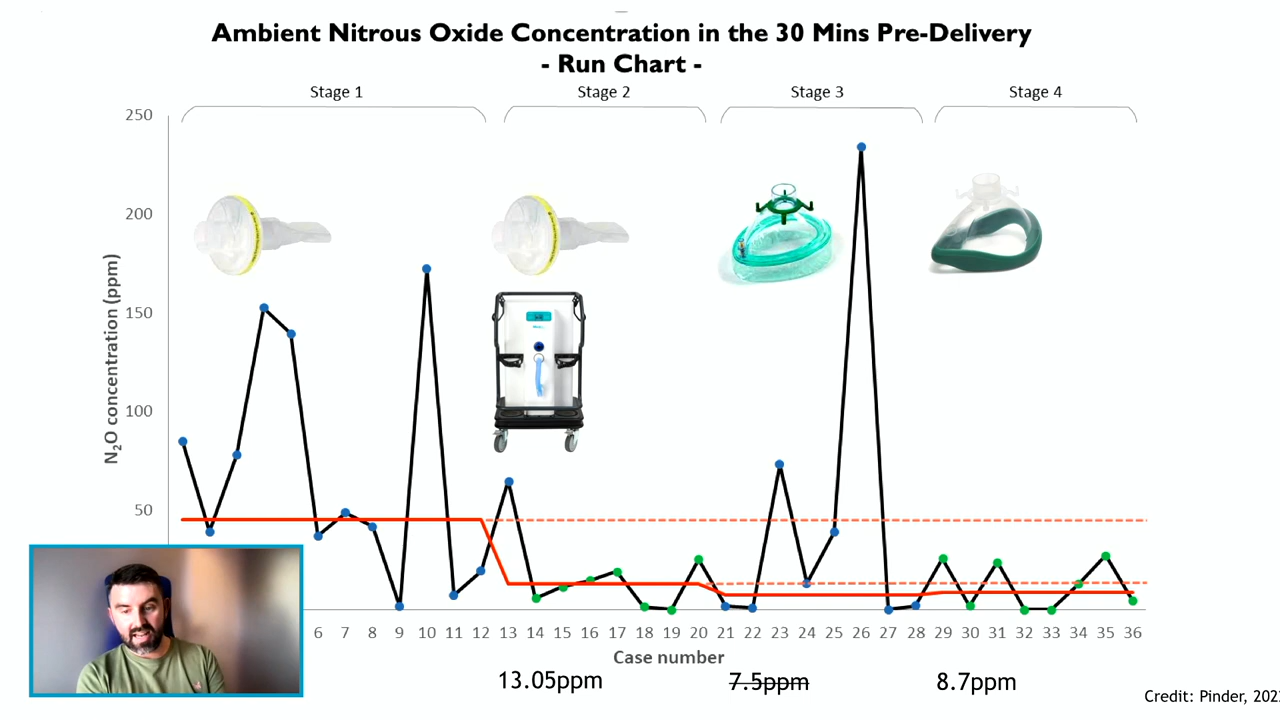 Ambient Nitrous Oxide Concentration in the 30 Mins Pre-Delivery
- Run Chart -
Stage 1
Stage 2
Stage 3
Stage 4
250
200
150
100
50
N₂O concentration (ppm)
6 7 8 9 10 11 12 13 14 15 16 17 18 19 20 21 22 23 24 25 26 27 28 29 30 31 32 33 34 35 36
Case number
13.05ppm
7.5ppm
8.7ppm
Credit: Pinder,